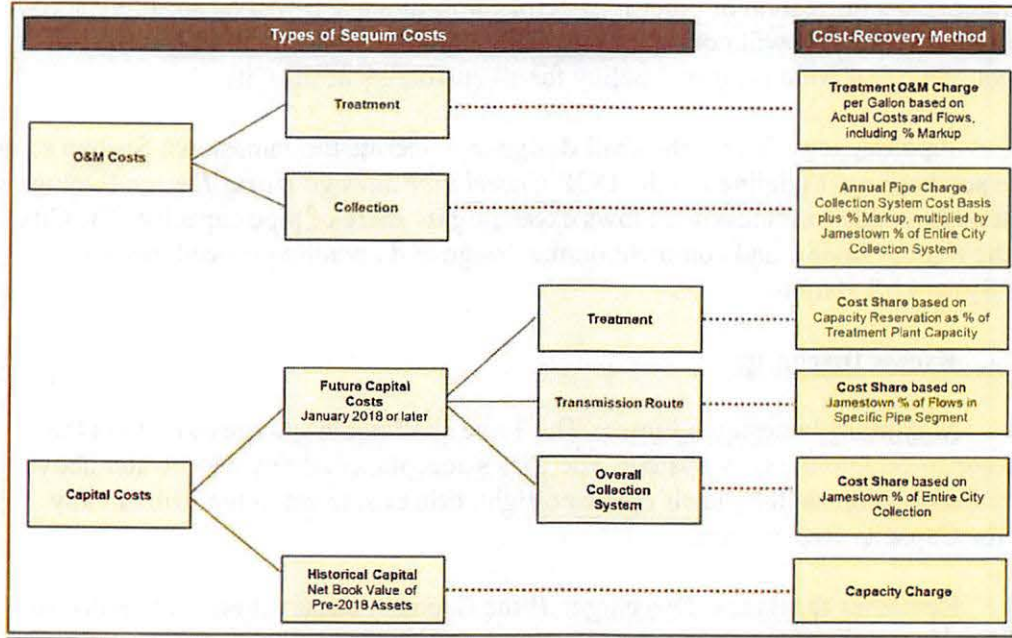 Types of Sequim Costs
Cost-Recovery Method
O&M Costs
Treatment
Treatment O&M Charge
per Gallon based on
Actual Costs and Flows,
including % Markup
Collection
Annual Pipe Charge
Collection System Cost Basis
plus % Markup, multiplied by
Jamestown % of Entire City
Collection System
Capital Costs
Future Capital
Costs
January 2018 or later
Treatment
Cost Share based on
Capacity Reservation as % of
Treatment Plant Capacity
Transmission Route
Cost Share based on
Jamestown % of Flows in
Specific Pipe Segment
Overall
Collection
System
Cost Share based on
Jamestown % of Entire City
Collection
Historical Capital
Net Book Value of
Pre-2018 Assets
Capacity Charge